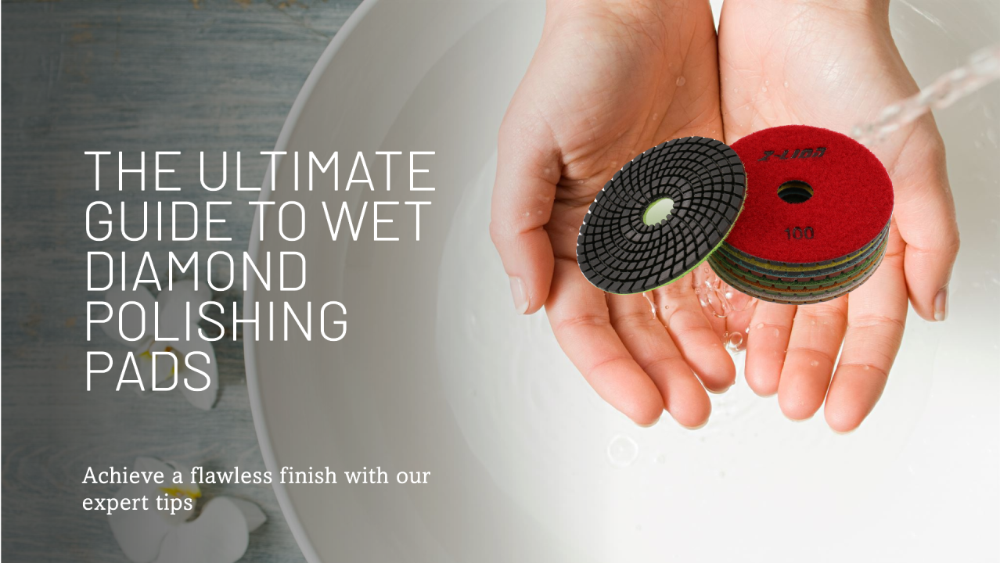 THE ULTIMATE
GUIDE TO WET
DIAMOND
POLISHING
PADS
Achieve a flawless finish with our
expert tips
Z-LION
100